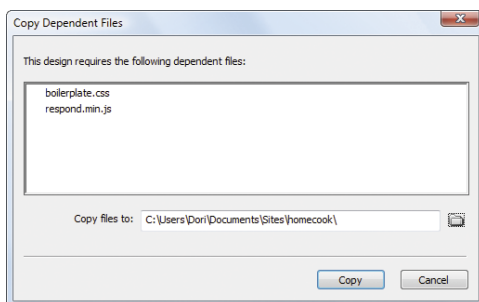 Copy Dependent Files
This design requires the following dependent files:
boilerplate.css
respond.min.js
Copy files to: C:\Users\Dori\Documents\Sites\homecook\
Copy Cancel